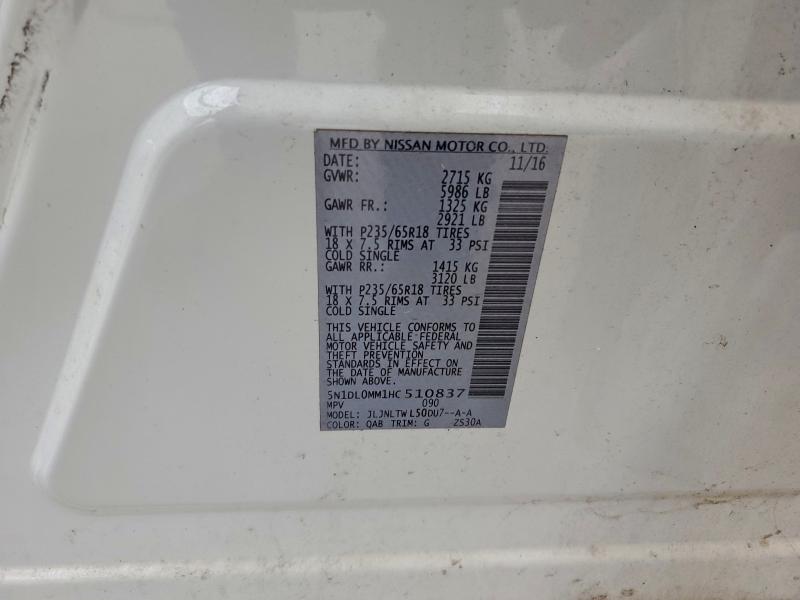 MFD BY NISSAN MOTOR CO., LTD.
DATE: 11/16
GVWR: 2715 KG
5986 LB
GAWR FR.: 1325 KG
2921 LB
WITH P235/65R18 TIRES
18 X 7.5 RIMS AT 33 PSI
COLD SINGLE
GAWR RR.: 1415 KG
3120 LB
WITH P235/65R18 TIRES
18 X 7.5 RIMS AT 33 PSI
COLD SINGLE
THIS VEHICLE CONFORMS TO
ALL APPLICABLE FEDERAL
MOTOR VEHICLE SAFETY AND
THEFT PREVENTION
STANDARDS IN EFFECT ON
THE DATE OF MANUFACTURE
SHOWN ABOVE.
5N1DL0MM1HC510837
MPV 090
MODEL: JLJNLTWL50DU7--A-A
COLOR: QAB TRIM: G ZS30A